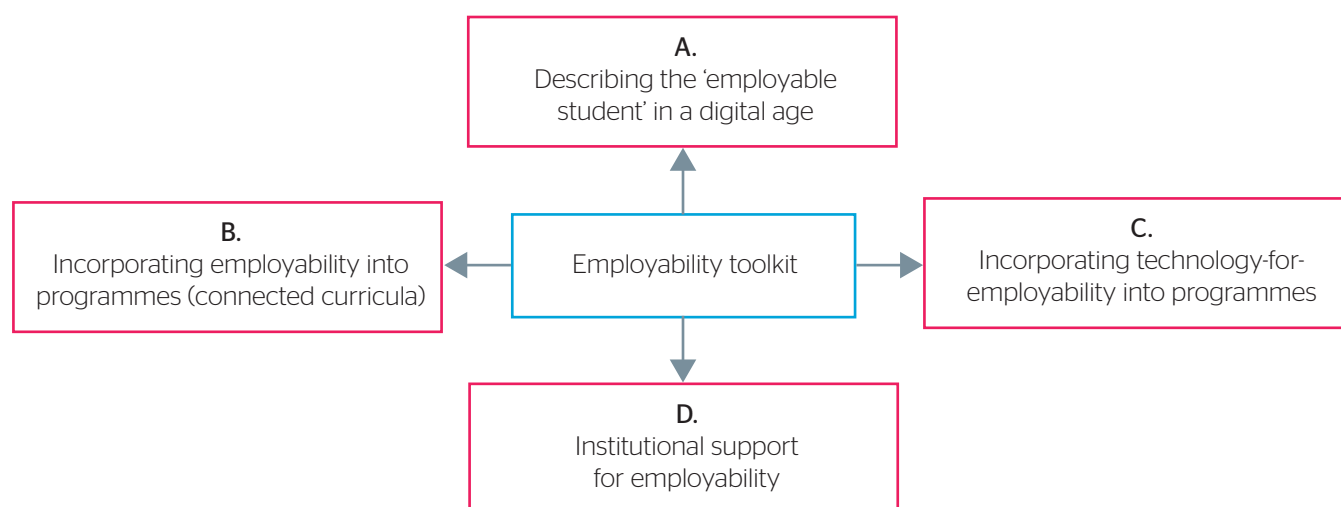 A.
Describing the ‘employable
student’ in a digital age
B.
Incorporating employability into
programmes (connected curricula)
Employability toolkit
C.
Incorporating technology-for-
employability into programmes
D.
Institutional support
for employability